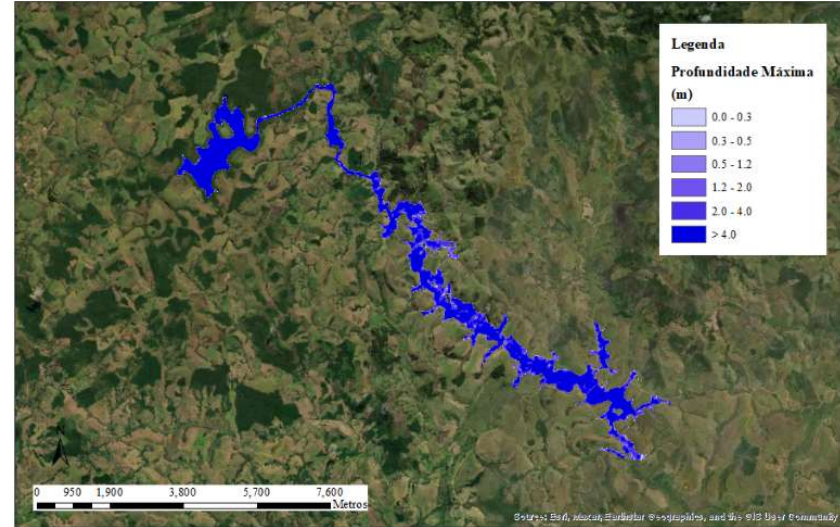 Legenda
Profundidade Máxima
(m)
0.0 - 0.3
0.3 - 0.5
0.5 - 1.2
1.2 - 2.0
2.0 - 4.0
> 4.0
N
0 950 1,900 3,800 5,700 7,600
Metros
Source: Esri, Maxar, Earthstar Geographics, and the GIS User Community